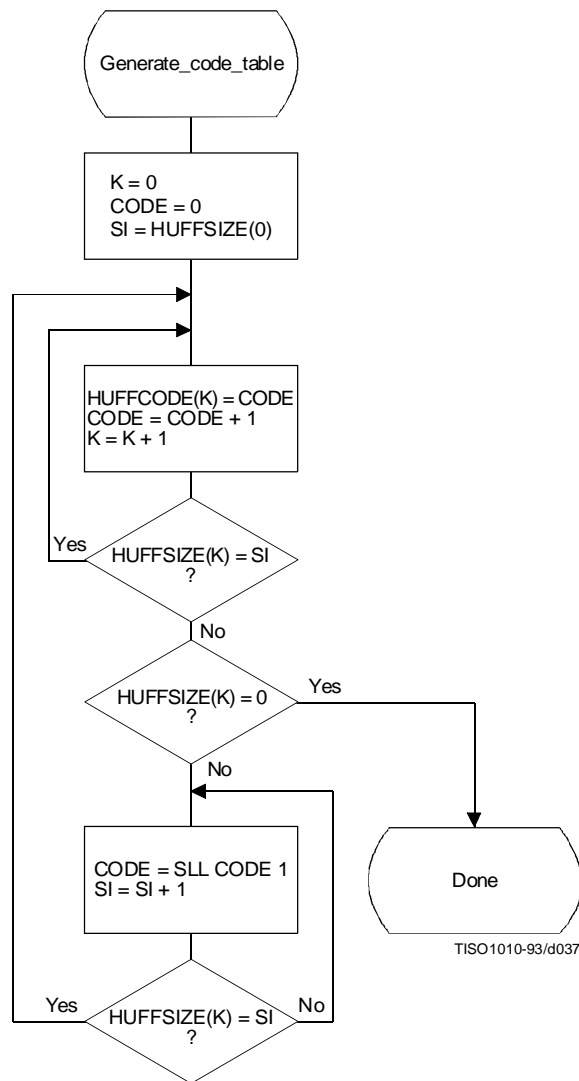 Generate_code_table
K = 0
CODE = 0
SI = HUFFSIZE(0)
HUFFCODE(K) = CODE
CODE = CODE + 1
K = K + 1
Yes
HUFFSIZE(K) = SI
?
No
HUFFSIZE(K) = 0
?
Yes
No
CODE = SLL CODE 1
SI = SI + 1
Done
TISO1010-93/d037
Yes
HUFFSIZE(K) = SI
?
No